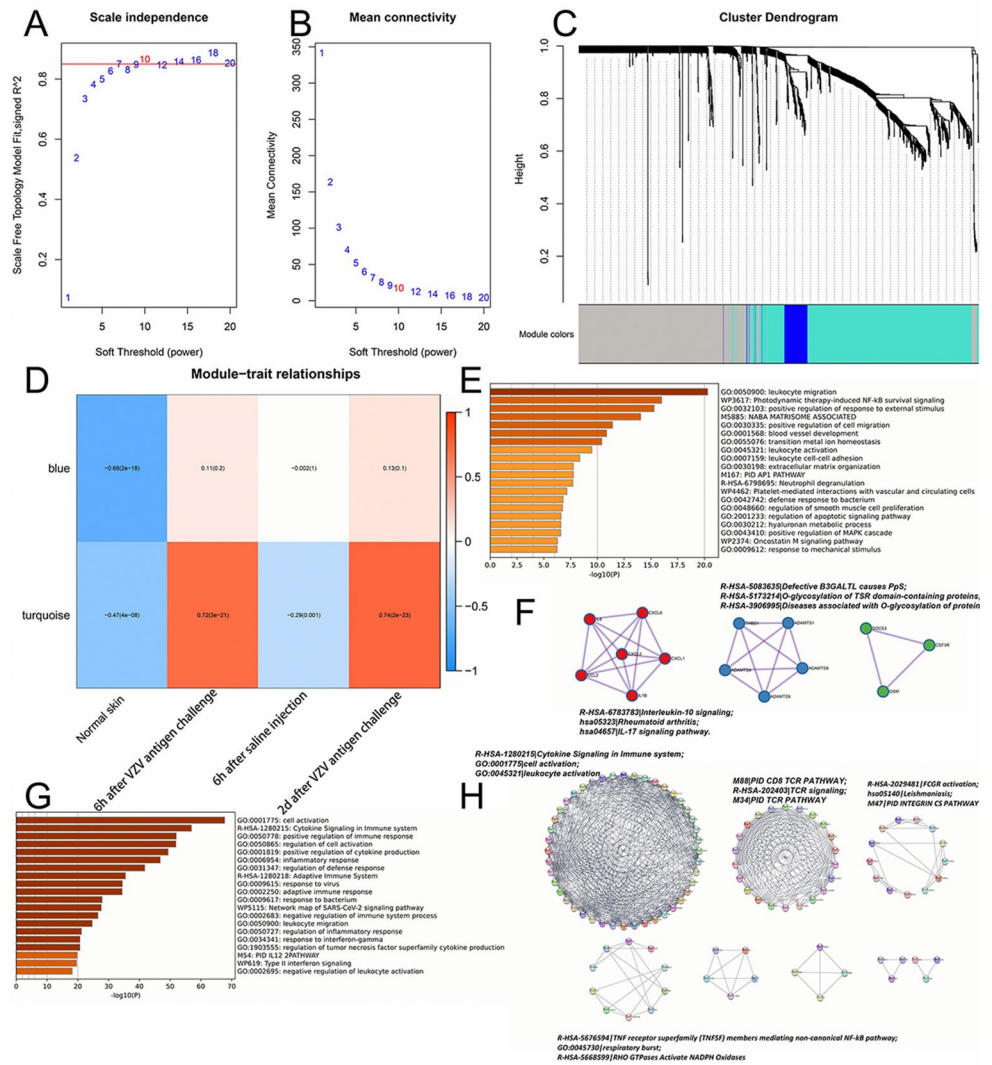 A
Scale independence
Scale Free Topology Model Fit,signed R^2
0.2
0.4
0.6
0.8
1
2
3
4
5
6
7
8
9
10
12
14
16
18
20
5
10
15
20
Soft Threshold (power)
B
Mean connectivity
Mean Connectivity
0
50
100
150
200
250
300
350
1
2
3
4
5
6
7
8
9
10
12
14
16
18
20
5
10
15
20
Soft Threshold (power)
C
Cluster Dendrogram
Height
0.2
0.4
0.6
0.8
1.0
Module colors
D
Module−trait relationships
blue
−0.68(2e−18)
0.11(0.2)
−0.002(1)
0.13(0.1)
turquoise
−0.47(4e−08)
0.72(3e−21)
−0.29(0.001)
0.74(2e−23)
1
0.5
0
−0.5
−1
Normal skin
6h after VZV antigen challenge
6h after saline injection
2d after VZV antigen challenge
E
GO:0050900: leukocyte migration
WP3617: Photodynamic therapy-induced NF-kB survival signaling
GO:0032103: positive regulation of response to external stimulus
M5885: NABA MATRISOME ASSOCIATED
GO:0030335: positive regulation of cell migration
GO:0001568: blood vessel development
GO:0055076: transition metal ion homeostasis
GO:0045321: leukocyte activation
GO:0007159: leukocyte cell-cell adhesion
GO:0030198: extracellular matrix organization
M167: PID AP1 PATHWAY
R-HSA-6798695: Neutrophil degranulation
WP4462: Platelet-mediated interactions with vascular and circulating cells
GO:0042742: defense response to bacterium
GO:0048660: regulation of smooth muscle cell proliferation
GO:2001233: regulation of apoptotic signaling pathway
GO:0030212: hyaluronan metabolic process
GO:0043410: positive regulation of MAPK cascade
WP2374: Oncostatin M signaling pathway
GO:0009612: response to mechanical stimulus
0.0 2.5 5.0 7.5 10.0 12.5 15.0 17.5 20.0
-log10(P)
F
R-HSA-5083635|Defective B3GALTL causes PpS;
R-HSA-5173214|O-glycosylation of TSR domain-containing proteins,
R-HSA-3906995|Diseases associated with O-glycosylation of protein
CXCL1
IL1B
ADAMTS1
SOCS3
CSF3R
OSM
R-HSA-6783783|Interleukin-10 signaling;
hsa05323|Rheumatoid arthritis;
hsa04657|IL-17 signaling pathway.
G
GO:0001775: cell activation
R-HSA-1280215: Cytokine Signaling in Immune system
GO:0050778: positive regulation of immune response
GO:0050865: regulation of cell activation
GO:0001819: positive regulation of cytokine production
GO:0006954: inflammatory response
GO:0031347: regulation of defense response
R-HSA-1280218: Adaptive Immune System
GO:0009615: response to virus
GO:0002250: adaptive immune response
GO:0009617: response to bacterium
WP5115: Network map of SARS-CoV-2 signaling pathway
GO:0002683: negative regulation of immune system process
GO:0050900: leukocyte migration
GO:0050727: regulation of inflammatory response
GO:0034341: response to interferon-gamma
GO:1903555: regulation of tumor necrosis factor superfamily cytokine production
M54: PID IL12 2PATHWAY
WP619: Type II interferon signaling
GO:0002695: negative regulation of leukocyte activation
0 10 20 30 40 50 60 70
-log10(P)
H
R-HSA-1280215|Cytokine Signaling in Immune system;
GO:0001775|cell activation;
GO:0045321|leukocyte activation
M88|PID CD8 TCR PATHWAY;
R-HSA-202403|TCR signaling;
M34|PID TCR PATHWAY
R-HSA-2029481|FCGR activation;
hsa05140|Leishmaniasis;
M47|PID INTEGRIN CS PATHWAY
R-HSA-5676594|TNF receptor superfamily (TNFSF) members mediating non-canonical NF-kB pathway;
GO:0045730|respiratory burst;
R-HSA-5668599|RHO GTPases Activate NADPH Oxidases